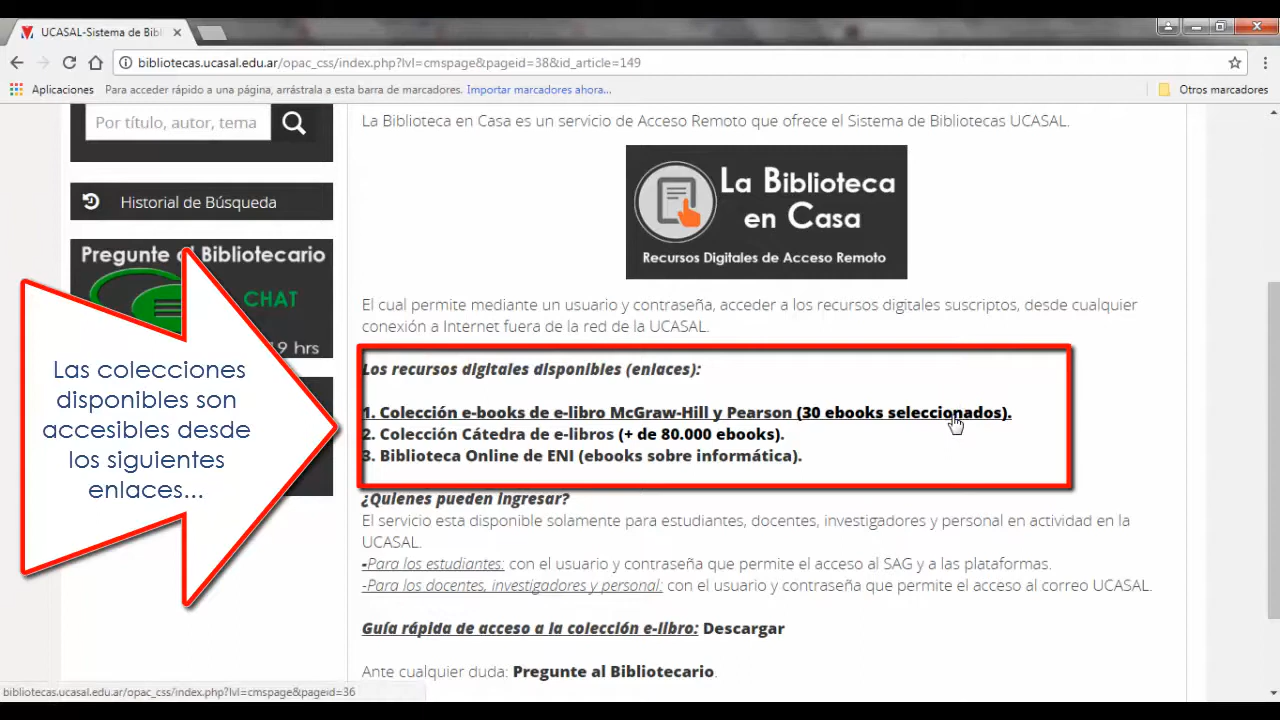 UCASAL-Sistema de Bibl
bibliotecas.ucasal.edu.ar/opac_css/index.php?lvl=cmspage&pageid=38&id_article=149
Aplicaciones
Para acceder rápido a una página, arrástrala a esta barra de marcadores. Importar marcadores ahora...
Otros marcadores
Por título, autor, tema
Historial de Búsqueda
Pregunte al Bibliotecario
CHAT
19 hrs
Las colecciones
disponibles son
accesibles desde
los siguientes
enlaces...
La Biblioteca en Casa es un servicio de Acceso Remoto que ofrece el Sistema de Bibliotecas UCASAL.
La Biblioteca
en Casa
Recursos Digitales de Acceso Remoto
El cual permite mediante un usuario y contraseña, acceder a los recursos digitales suscriptos, desde cualquier
conexión a Internet fuera de la red de la UCASAL.
Los recursos digitales disponibles (enlaces):
1. Colección e-books de e-libro McGraw-Hill y Pearson (30 ebooks seleccionados).
2. Colección Cátedra de e-libros (+ de 80.000 ebooks).
3. Biblioteca Online de ENI (ebooks sobre informática).
¿Quienes pueden ingresar?
El servicio esta disponible solamente para estudiantes, docentes, investigadores y personal en actividad en la
UCASAL.
-Para los estudiantes: con el usuario y contraseña que permite el acceso al SAG y a las plataformas.
-Para los docentes, investigadores y personal: con el usuario y contraseña que permite el acceso al correo UCASAL.
Guía rápida de acceso a la colección e-libro: Descargar
Ante cualquier duda: Pregunte al Bibliotecario.
bibliotecas.ucasal.edu.ar/opac_css/index.php?lvl=cmspage&pageid=36